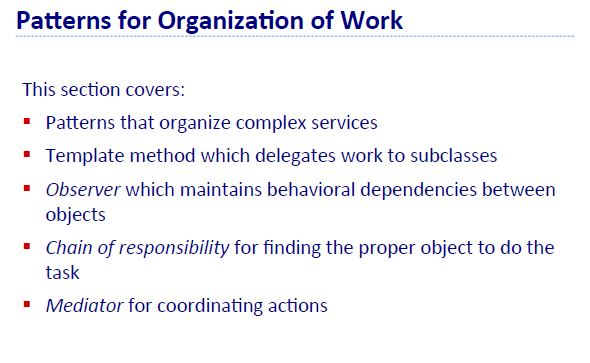 Patterns for Organization of Work
This section covers:
▪ Patterns that organize complex services
▪ Template method which delegates work to subclasses
▪ Observer which maintains behavioral dependencies between
objects
▪ Chain of responsibility for finding the proper object to do the
task
▪ Mediator for coordinating actions